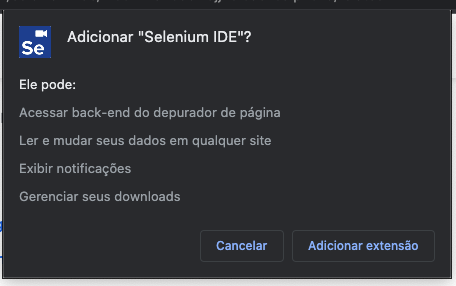 Se
Adicionar "Selenium IDE"?
Ele pode:
Acessar back-end do depurador de página
Ler e mudar seus dados em qualquer site
Exibir notificações
Gerenciar seus downloads
Cancelar
Adicionar extensão